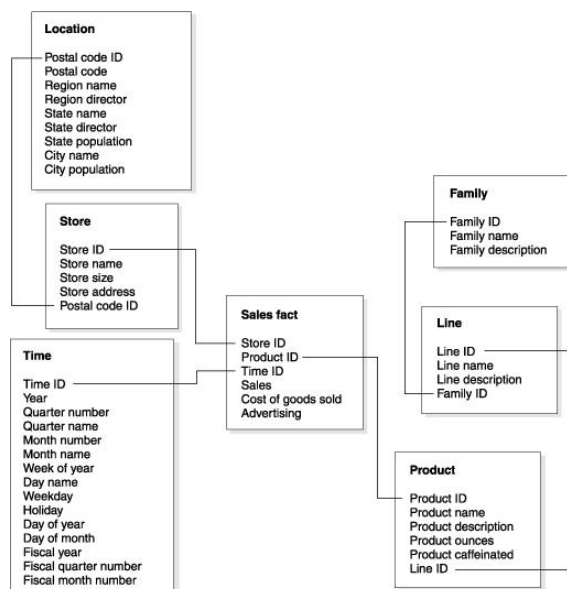 Location
Postal code ID
Postal code
Region name
Region director
State name
State director
State population
City name
City population
Store
Store ID
Store name
Store size
Store address
Postal code ID
Time
Time ID
Year
Quarter number
Quarter name
Month number
Month name
Week of year
Day name
Weekday
Holiday
Day of year
Day of month
Fiscal year
Fiscal quarter number
Fiscal month number
Sales fact
Store ID
Product ID
Time ID
Sales
Cost of goods sold
Advertising
Family
Family ID
Family name
Family description
Line
Line ID
Line name
Line description
Family ID
Product
Product ID
Product name
Product description
Product ounces
Product caffeinated
Line ID